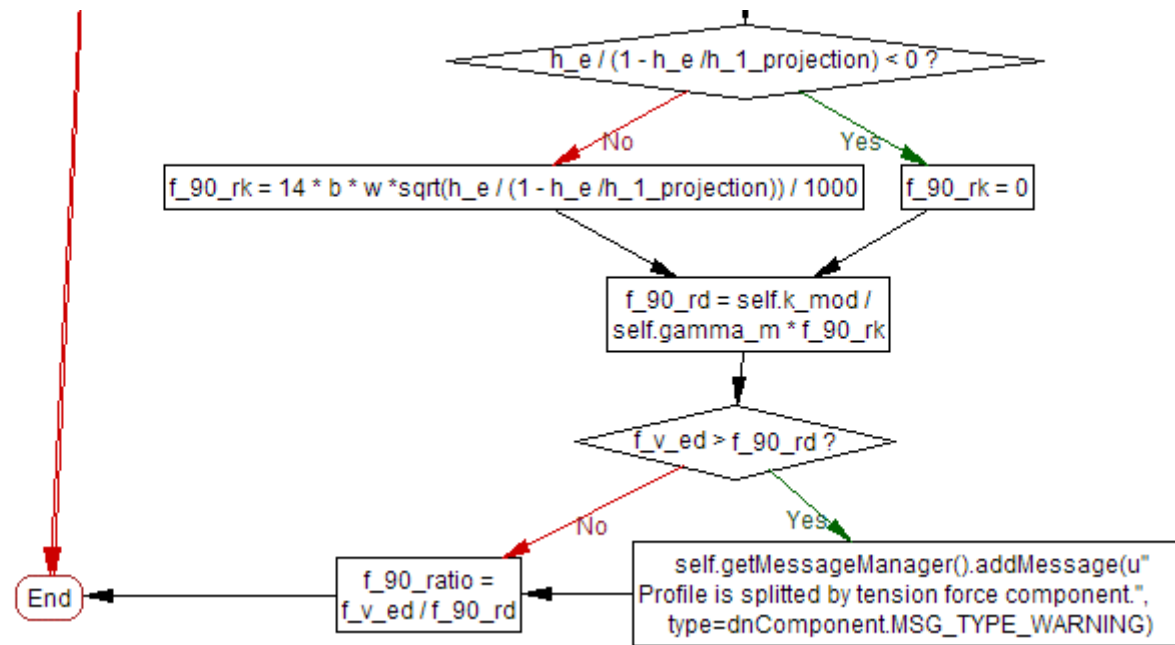 h_e / (1 - h_e /h_1_projection) < 0 ?
No
Yes
f_90_rk = 14 * b * w *sqrt(h_e / (1 - h_e /h_1_projection)) / 1000
f_90_rk = 0
f_90_rd = self.k_mod /
self.gamma_m * f_90_rk
f_v_ed > f_90_rd ?
No
Yes
self.getMessageManager().addMessage(u"
Profile is splitted by tension force component.",
type=dnComponent.MSG_TYPE_WARNING)
f_90_ratio =
f_v_ed / f_90_rd
End